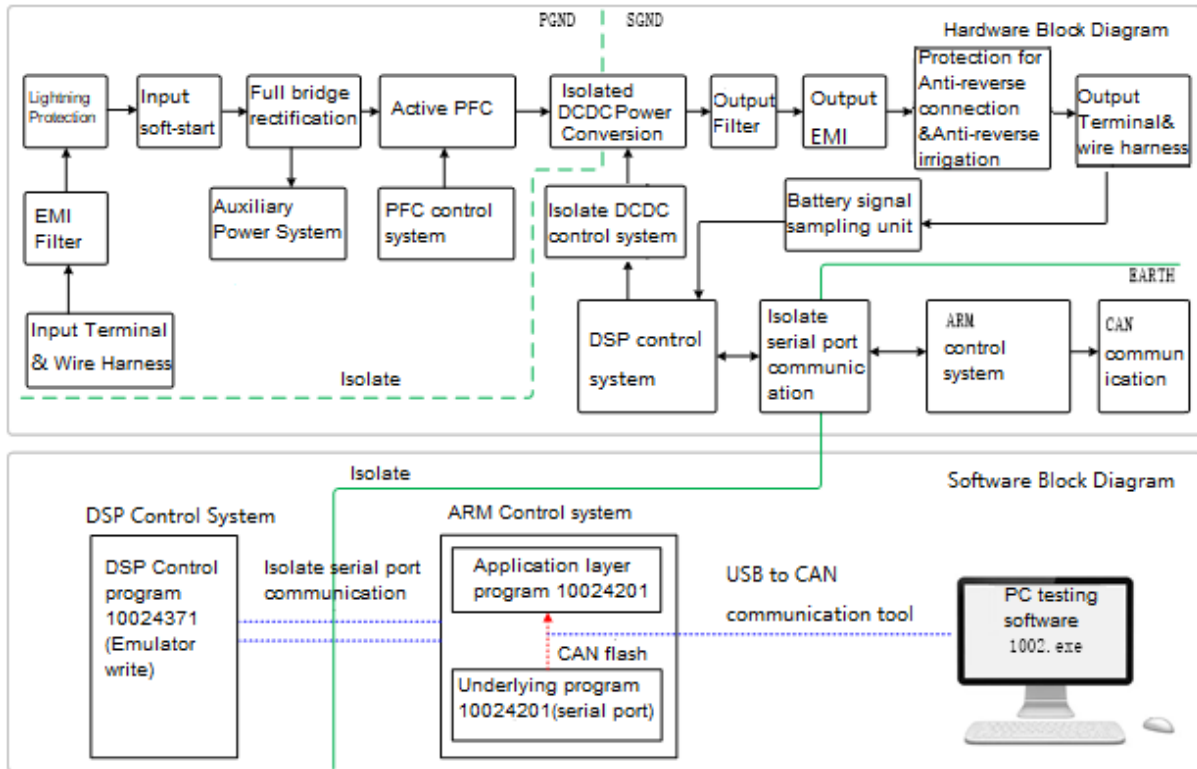 PGND
SGND
Hardware Block Diagram
Lightning
Protection
Input
soft-start
Full bridge
rectification
Active PFC
Isolated
DCDC Power
Conversion
Output
Filter
Output
EMI
Protection for
Anti-reverse
connection
&Anti-reverse
irrigation
Output
Terminal&
wire harness
EMI
Filter
Auxiliary
Power System
PFC control
system
Isolate DCDC
control system
Battery signal
sampling unit
EARTH
Input Terminal
& Wire Harness
Isolate
DSP control
system
Isolate
serial port
communic
ation
ARM
control
system
CAN
commun
ication
Isolate
Software Block Diagram
DSP Control System
DSP Control
program
10024371
(Emulator
write)
Isolate serial port
communication
ARM Control system
Application layer
program 10024201
CAN flash
Underlying program
10024201(serial port)
USB to CAN
communication tool
PC testing
software
1002.exe